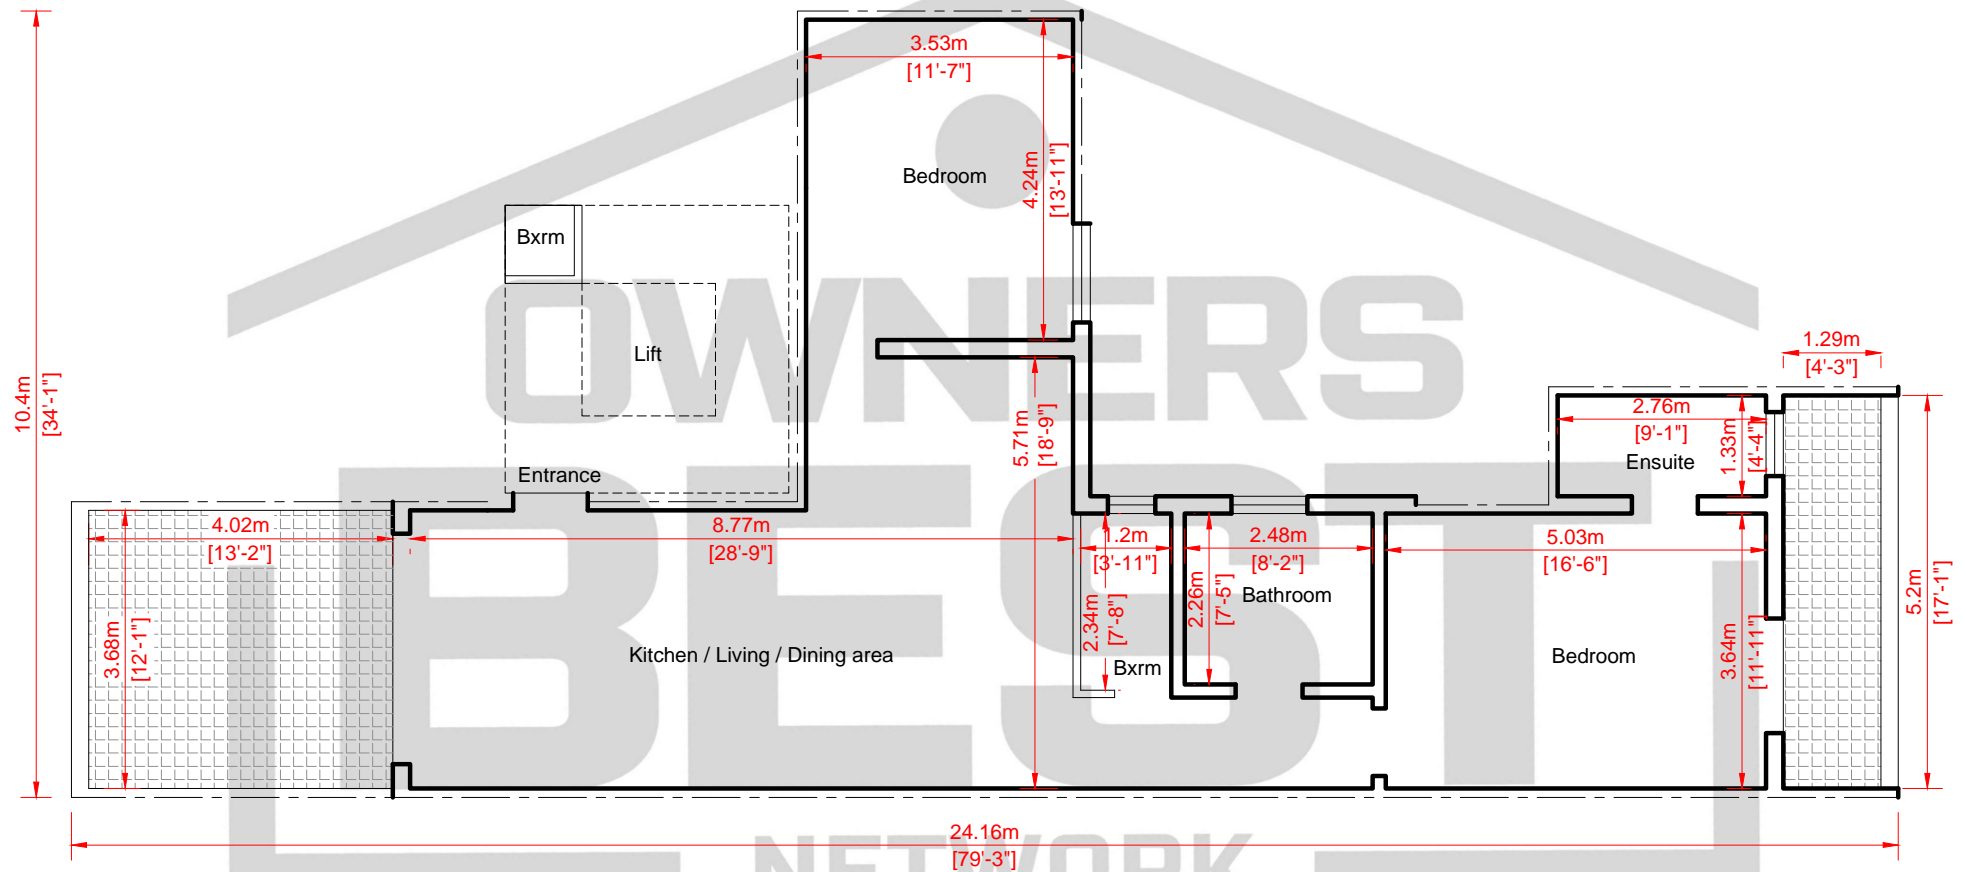 3.53m
[11'-7"]
10.4m
[34'-1"]
Bedroom
4.24m
[13'-11"]
Bxrm
Lift
Entrance
OWNERS
BEST
NETWORK
5.71m
[18'-9"]
1.29m
[4'-3"]
2.76m
[9'-1"]
1.33m
[4'-4"]
Ensuite
4.02m
[13'-2"]
8.77m
[28'-9"]
1.2m
[3'-11"]
2.48m
[8'-2"]
5.03m
[16'-6"]
3.68m
[12'-1"]
Kitchen / Living / Dining area
2.34m
[7'-8"]
Bxrm
2.26m
[7'-5"]
Bathroom
Bedroom
3.64m
[11'-11"]
5.2m
[17'-1"]
24.16m
[79'-3"]